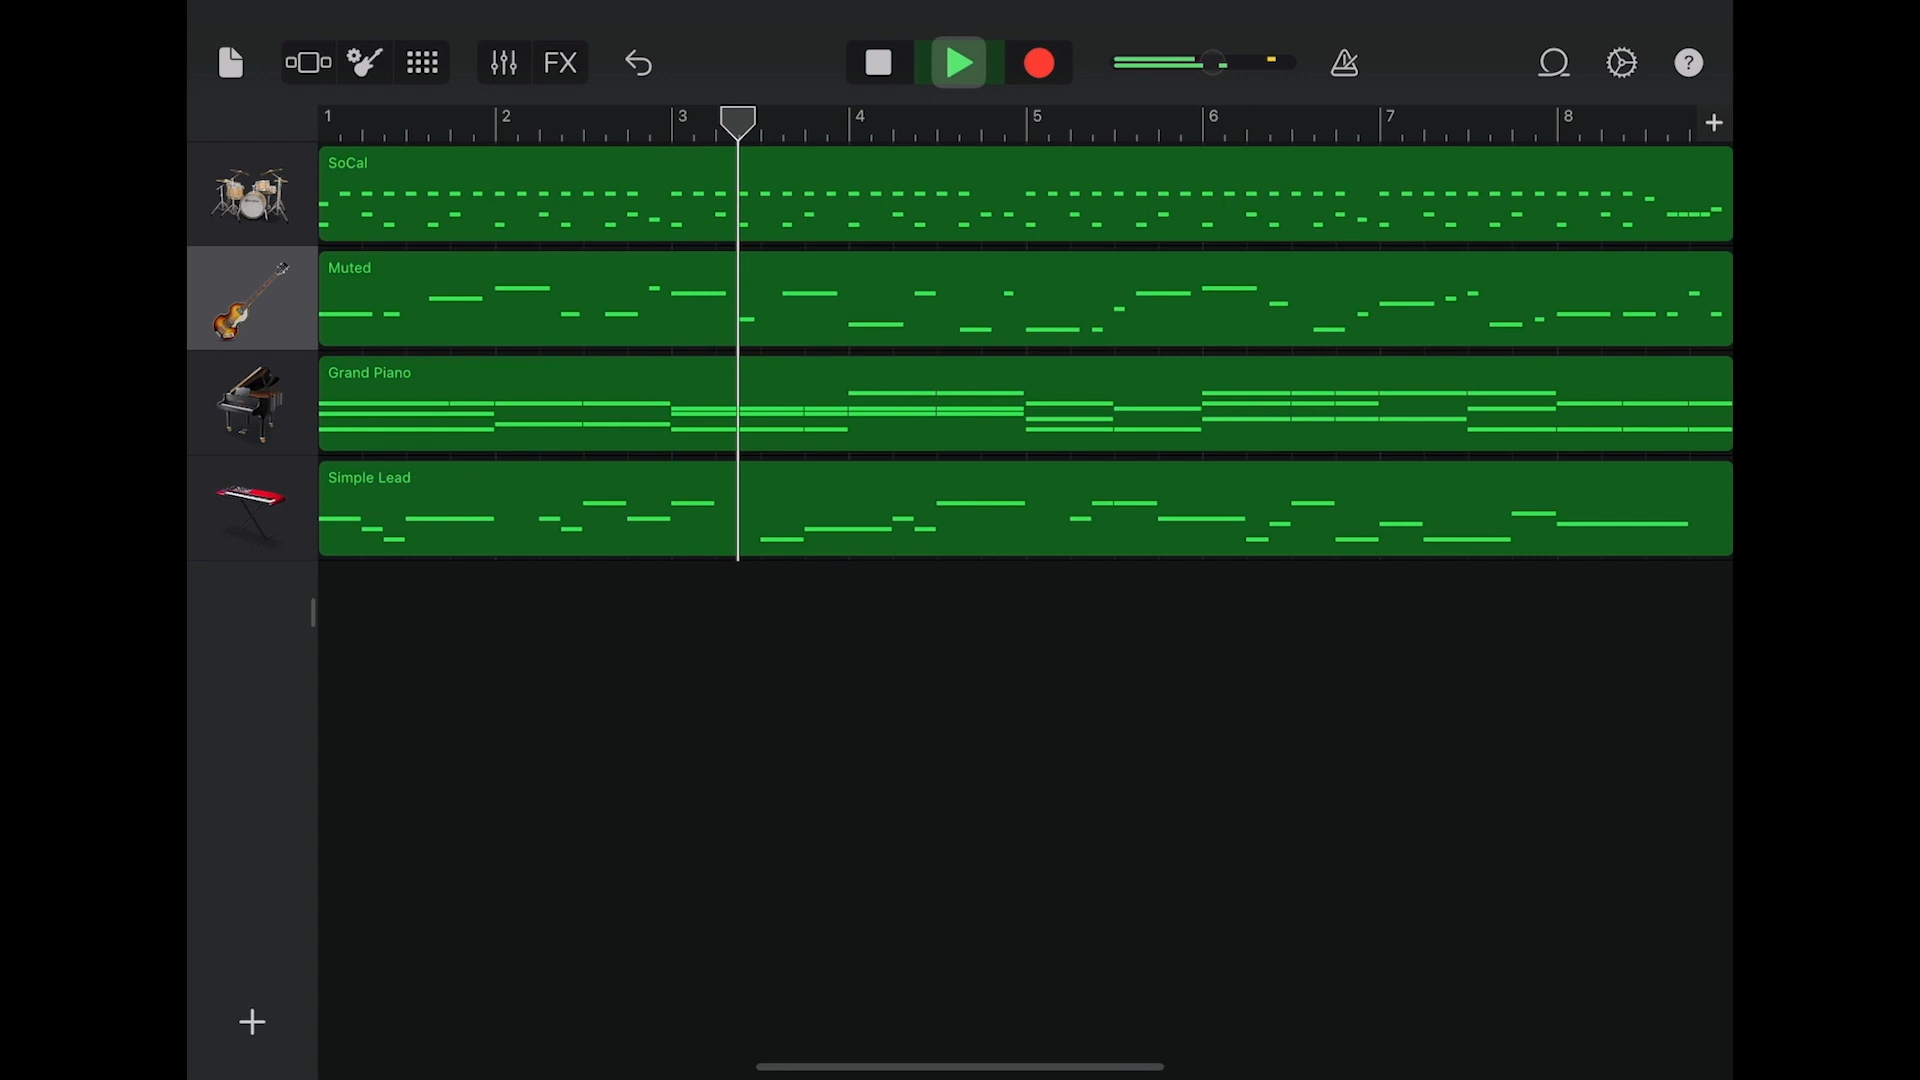 FX
?
1 2 3 4 5 6 7 8 +
SoCal
Muted
Grand Piano
Simple Lead